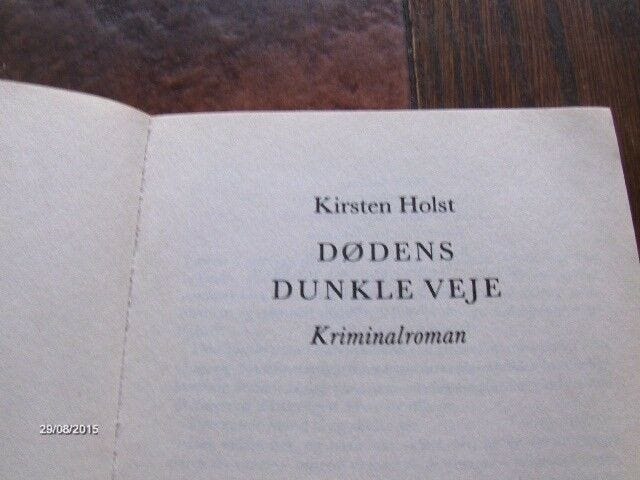 Kirsten Holst
DØDENS
DUNKLE VEJE
Kriminalroman
29/08/2015